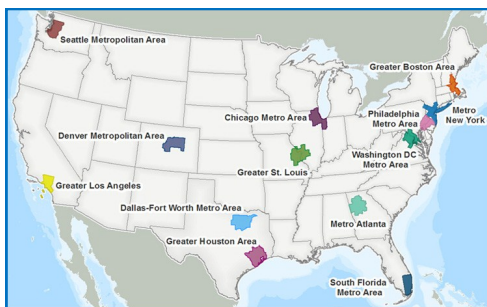 Seattle Metropolitan Area
Greater Boston Area
Chicago Metro Area
Philadelphia
Metro Area
Metro
New York
Denver Metropolitan Area
Washington DC
Metro Area
Greater St. Louis
Greater Los Angeles
Dallas-Fort Worth Metro Area
Metro Atlanta
Greater Houston Area
South Florida
Metro Area